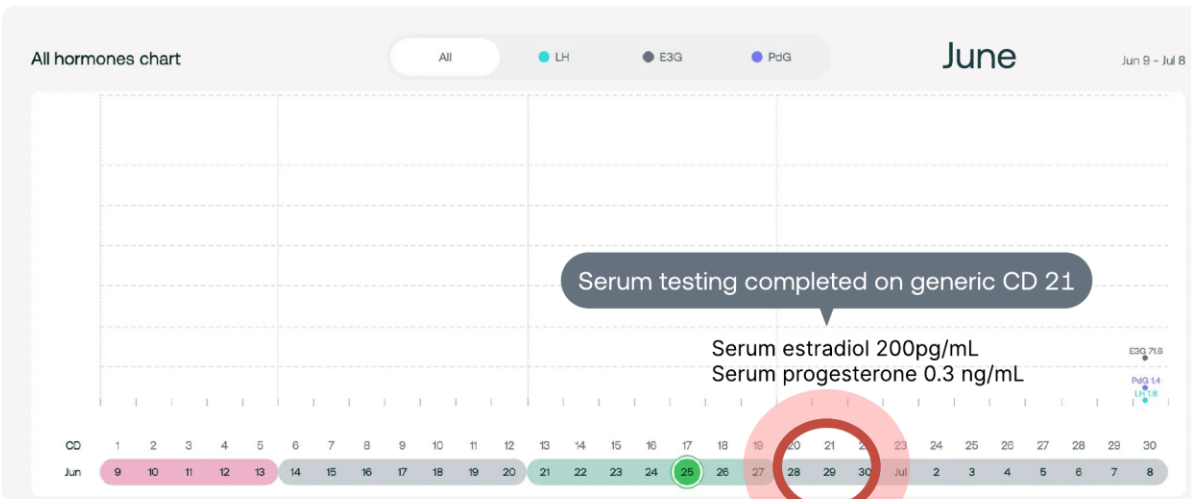 All hormones chart All LH E3G PdG June Jun 9 - Jul 8
Serum testing completed on generic CD 21
Serum estradiol 200pg/mL
Serum progesterone 0.3 ng/mL
E3G 71.6
PdG 1.4
LH 1.8
CD 1 2 3 4 5 6 7 8 9 10 11 12 13 14 15 16 17 18 19 20 21 22 23 24 25 26 27 28 29 30
Jun 9 10 11 12 13 14 15 16 17 18 19 20 21 22 23 24 25 26 27 28 29 30 Jul 2 3 4 5 6 7 8